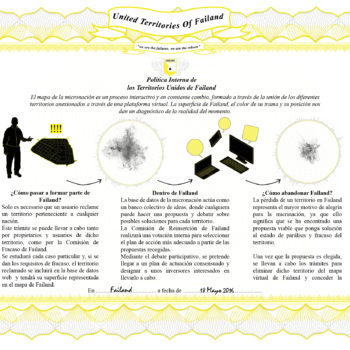 United Territories Of Failand
"we are the failure, we are the return"
Política Interna de
los Territorios Unidos de Failand
El mapa de la micronación es un proceso interactivo y en constante cambio, formado a través de la unión de los diferentes
territorios anexionados a través de una plataforma virtual. La superficie de Failand, el color de su trama y su posición nos
dan un diagnóstico de la realidad del momento.
!!!!
¿Cómo pasar a formar parte de
Failand?
Solo es necesario que un usuario reclame
un territorio perteneciente a cualquier
nación.
Este trámite se puede llevar a cabo tanto
por propietarios y usuarios de dicho
territorio, como por la Comisión de
Fracaso de Failand.
Se estudiará cada caso particular y, si se
dan los requisitos de fracaso, el territorio
reclamado se incluirá en la base de datos
web y tendrá su superficie representada
en el mapa de Failand.
Dentro de Failand
La base de datos de la micronación actúa como
un banco colectivo de ideas, donde cualquiera
puede hacer una propuesta y debatir sobre
posibles soluciones para cada territorio.
La Comisión de Reinserción de Failand
realizará una votación interna para seleccionar
el plan de acción más adecuado a partir de las
propuestas recogidas.
Mediante el debate participativo, se pretende
llegar a un plan de actuación consensuado y
designar a unos inversores interesados en
llevarlo a cabo.
¿Cómo abandonar Failand?
La pérdida de un territorio en Failand
representa el mayor motivo de alegría
para la micronación, ya que ello
significa que se ha encontrado una
propuesta viable que ponga solución
al estado de parálisis y fracaso del
territorio.
Una vez que la propuesta es elegida,
se llevan a cabo trámites para
eliminar dicho territorio del mapa
virtual de Failand y conceder la
En Failand a fecha de 18 Mayo 2016